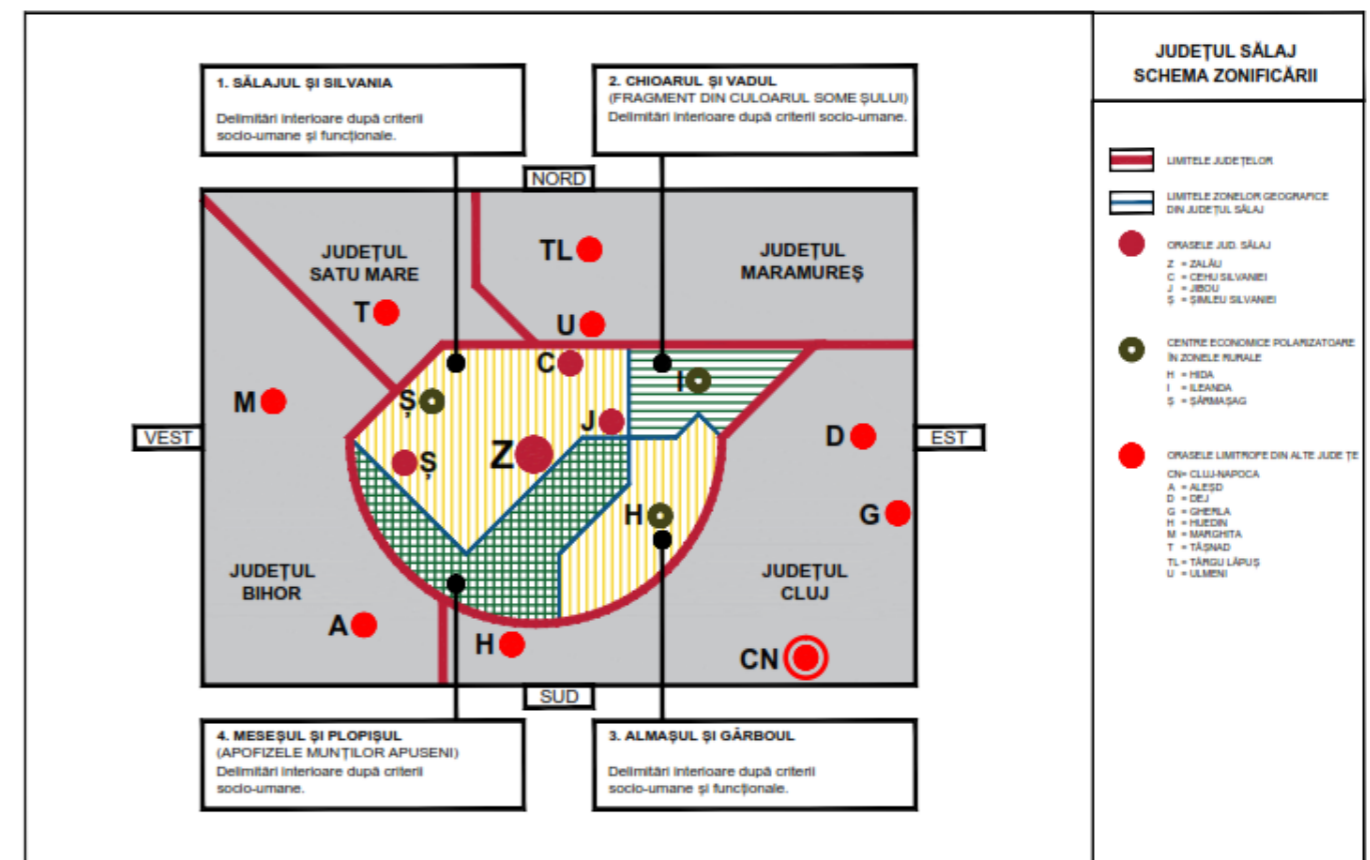 JUDEȚUL SĂLAJ
SCHEMA ZONIFICĂRII
1. SĂLAJUL ȘI SILVANIA
Delimitări interioare după criterii
socio-umane și funcționale.
2. CHIOARUL ȘI VADUL
(FRAGMENT DIN CULOARUL SOMEȘULUI)
Delimitări interioare după criterii socio-umane.
NORD
JUDEȚUL
SATU MARE
TL
JUDEȚUL
MARAMUREȘ
T
U
C
I
M
Ș
J
VEST
D
EST
Z
Ș
H
G
JUDEȚUL
BIHOR
JUDEȚUL
CLUJ
A
H
CN
SUD
4. MESEȘUL ȘI PLOPIȘUL
(APOFIZELE MUNȚILOR APUSENI)
Delimitări interioare după criterii
socio-umane.
3. ALMAȘUL ȘI GÂRBOUL
Delimitări interioare după criterii
socio-umane și funcționale.
LIMITELE JUDEȚELOR
LIMITELE ZONELOR GEOGRAFICE
DIN JUDEȚUL SĂLAJ
ORASELE JUD. SĂLAJ
Z = ZALĂU
C = CEHU SILVANIEI
J = JIBOU
Ș = ȘIMLEU SILVANIEI
CENTRE ECONOMICE POLARIZATOARE
ÎN ZONELE RURALE
H = HIDA
I = ILEANDA
Ș = ȘĂRMAȘAG
ORASELE LIMITROFE DIN ALTE JUDEȚE
CN= CLUJ-NAPOCA
A = ALEȘD
D = DEJ
G = GHERLA
H = HUEDIN
M = MARGHITA
T = TĂȘNAD
TL = TÂRGU LĂPUȘ
U = ULMENI